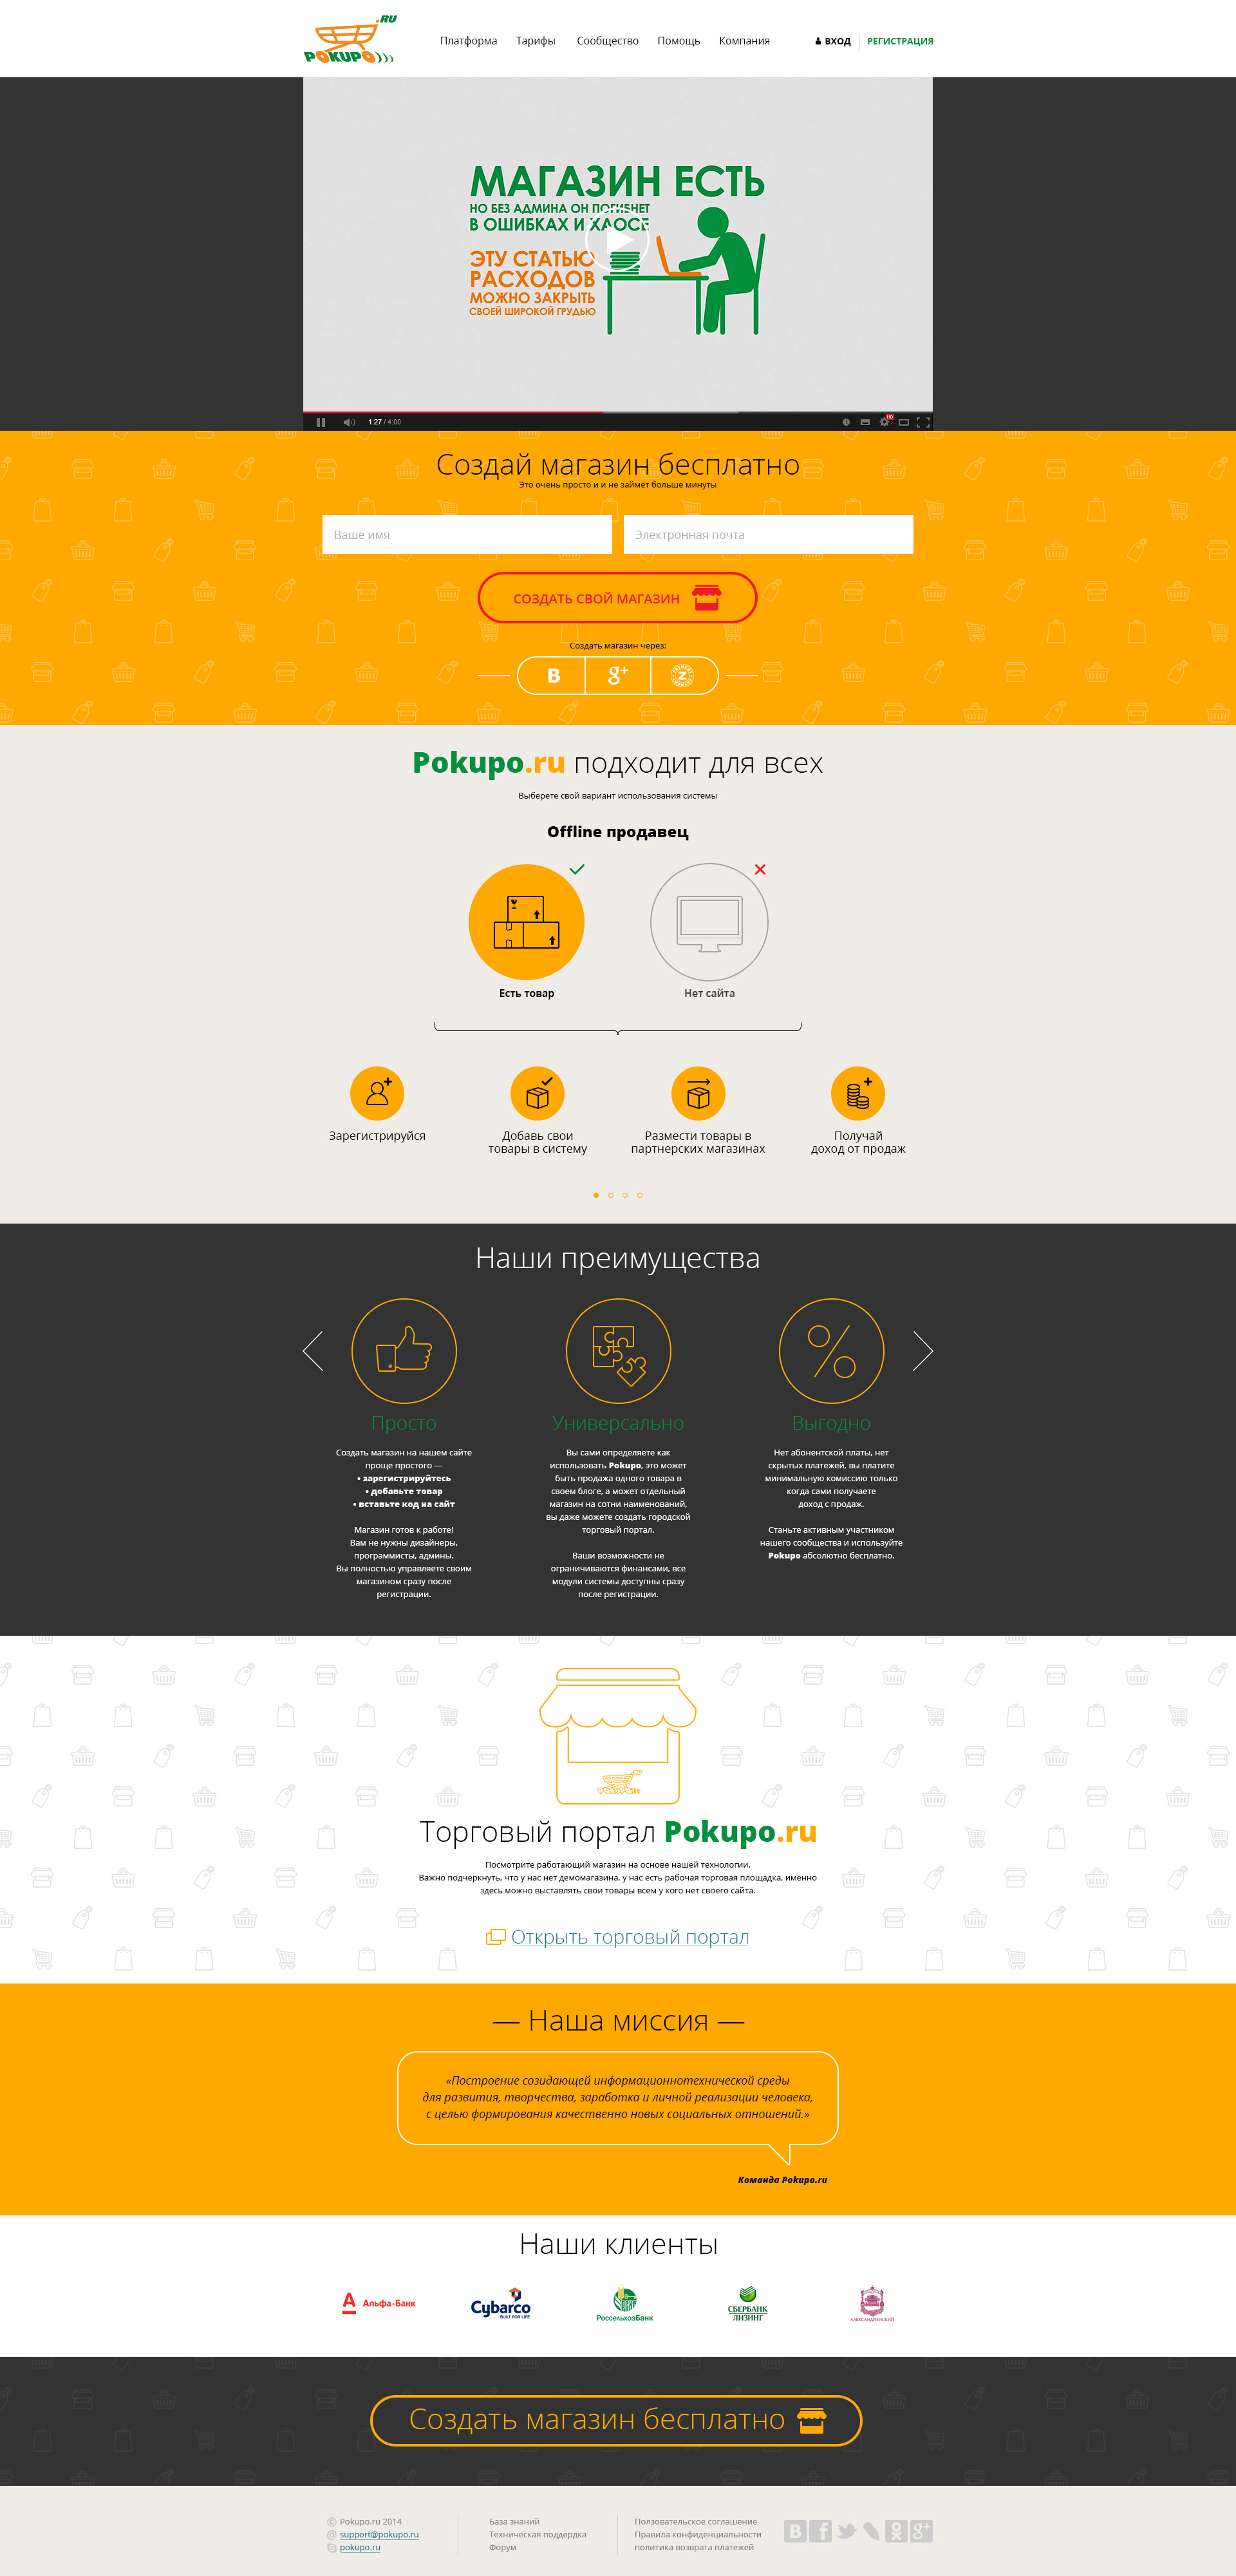 .RU
POKUPO
Платформа Тарифы Сообщество Помощь Компания
ВХОД РЕГИСТРАЦИЯ
МАГАЗИН ЕСТЬ
НО БЕЗ АДМИНА ОН ПОТОНЕТ
В ОШИБКАХ И ХАОСЕ
ЭТУ СТАТЬЮ
РАСХОДОВ
МОЖНО ЗАКРЫТЬ
СВОЕЙ ШИРОКОЙ ГРУДЬЮ
1:27 / 4:00
HD
Создай магазин бесплатно
Это очень просто и и не займёт больше минуты
Ваше имя
Электронная почта
СОЗДАТЬ СВОЙ МАГАЗИН
Создать магазин через:
В g+ Z
Pokupo.ru подходит для всех
Выберете свой вариант использования системы
Offline продавец
Есть товар
Нет сайта
Зарегистрируйся
Добавь свои
товары в систему
Размести товары в
партнерских магазинах
Получай
доход от продаж
Наши преимущества
Просто
Создать магазин на нашем сайте
проще простого —
• зарегистрируйтесь
• добавьте товар
• вставьте код на сайт
Магазин готов к работе!
Вам не нужны дизайнеры,
программисты, админы.
Вы полностью управляете своим
магазином сразу после
регистрации.
Универсально
Вы сами определяете как
использовать Pokupo, это может
быть продажа одного товара в
своем блоге, а может отдельный
магазин на сотни наименований,
вы даже можете создать городской
торговый портал.
Ваши возможности не
ограничиваются финансами, все
модули системы доступны сразу
после регистрации.
Выгодно
Нет абонентской платы, нет
скрытых платежей, вы платите
минимальную комиссию только
когда сами получаете
доход с продаж.
Станьте активным участником
нашего сообщества и используйте
Pokupo абсолютно бесплатно.
Торговый портал Pokupo.ru
Посмотрите работающий магазин на основе нашей технологии.
Важно подчеркнуть, что у нас нет демомагазина, у нас есть рабочая торговая площадка, именно
здесь можно выставлять свои товары всем у кого нет своего сайта.
Открыть торговый портал
— Наша миссия —
«Построение созидающей информационнотехнической среды
для развития, творчества, заработка и личной реализации человека,
с целью формирования качественно новых социальных отношений.»
Команда Pokupo.ru
Наши клиенты
А Альфа·Банк
Cybarco
BUILT FOR LIFE
РоссельхозБанк
СБЕРБАНК
ЛИЗИНГ
АЛЕКСАНДРИНСКИЙ
Создать магазин бесплатно
© Pokupo.ru 2014
@ support@pokupo.ru
pokupo.ru
База знаний
Техническая поддердка
Форум
Пользовательское соглашение
Правила конфиденциальности
политика возврата платежей
В f g+